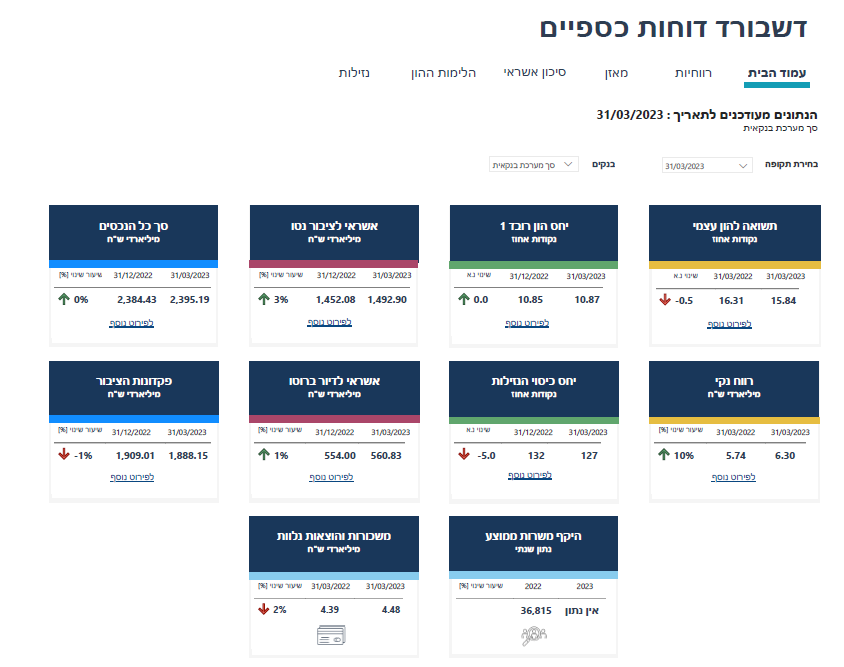 דשבורד דוחות כספיים
עמוד הבית רווחיות מאזן סיכון אשראי הלימות ההון נזילות
הנתונים מעודכנים לתאריך : 31/03/2023
סך מערכת בנקאית
בחירת תקופה 31/03/2023 בנקים סך מערכת בנקאית
תשואה להון עצמי
נקודות אחוז
31/03/2023 31/03/2022 שינוי נ.א
15.84 16.31 -0.5
לפירוט נוסף
יחס הון רובד 1
נקודות אחוז
31/03/2023 31/12/2022 שינוי נ.א
10.87 10.85 0.0
לפירוט נוסף
אשראי לציבור נטו
מיליארדי ש"ח
31/03/2023 31/12/2022 שיעור שינוי [%]
1,492.90 1,452.08 3%
לפירוט נוסף
סך כל הנכסים
מיליארדי ש"ח
31/03/2023 31/12/2022 שיעור שינוי [%]
2,395.19 2,384.43 0%
לפירוט נוסף
רווח נקי
מיליארדי ש"ח
31/03/2023 31/03/2022 שיעור שינוי [%]
6.30 5.74 10%
לפירוט נוסף
יחס כיסוי הנזילות
נקודות אחוז
31/03/2023 31/12/2022 שינוי נ.א
127 132 -5.0
לפירוט נוסף
אשראי לדיור ברוטו
מיליארדי ש"ח
31/03/2023 31/12/2022 שיעור שינוי [%]
560.83 554.00 1%
לפירוט נוסף
פקדונות הציבור
מיליארדי ש"ח
31/03/2023 31/12/2022 שיעור שינוי [%]
1,888.15 1,909.01 -1%
לפירוט נוסף
היקף משרות ממוצע
נתון שנתי
2023 2022 שיעור שינוי [%]
אין נתון 36,815
משכורות והוצאות נלוות
מיליארדי ש"ח
31/03/2023 31/03/2022 שיעור שינוי [%]
4.48 4.39 2%